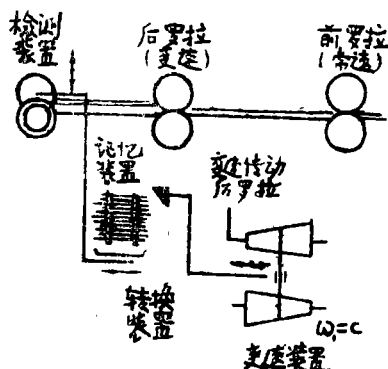 检测
装置
后罗拉
(变速)
前罗拉
(常速)
记忆
装置
变速传动
后罗拉
转换
装置
ω₁=C
变速装置